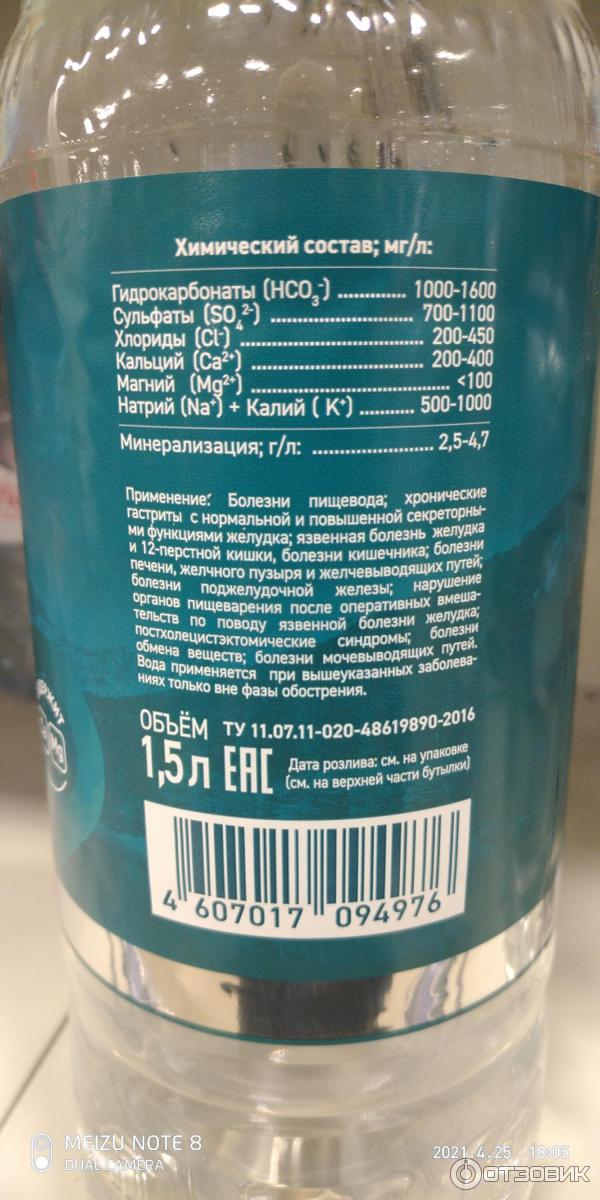 Химический состав; мг/л:
Гидрокарбонаты (HCO₃⁻) ............... 1000-1600
Сульфаты (SO₄²⁻) ............................... 700-1100
Хлориды (Cl⁻) ...................................... 200-450
Кальций (Ca²⁺) .................................... 200-400
Магний (Mg²⁺) ........................................ <100
Натрий (Na⁺) + Калий ( K⁺) ........... 500-1000
Минерализация; г/л: ....................... 2,5-4,7
Применение: Болезни пищевода; хронические
гастриты с нормальной и повышенной секреторны-
ми функциями желудка; язвенная болезнь желудка
и 12-перстной кишки, болезни кишечника; болезни
печени, желчного пузыря и желчевыводящих путей;
болезни поджелудочной железы; нарушение
органов пищеварения после оперативных вмеша-
тельств по поводу язвенной болезни желудка;
постхолецистэктомические синдромы; болезни
обмена веществ; болезни мочевыводящих путей.
Вода применяется при вышеуказанных заболева-
ниях только вне фазы обострения.
ОБЪЁМ ТУ 11.07.11-020-48619890-2016
1,5 л EAC Дата розлива: см. на упаковке
(см. на верхней части бутылки)
Mg
4 607017 094976
MEIZU NOTE 8
DUAL CAMERA
2021.4.25 18:05
ОТЗОВИК